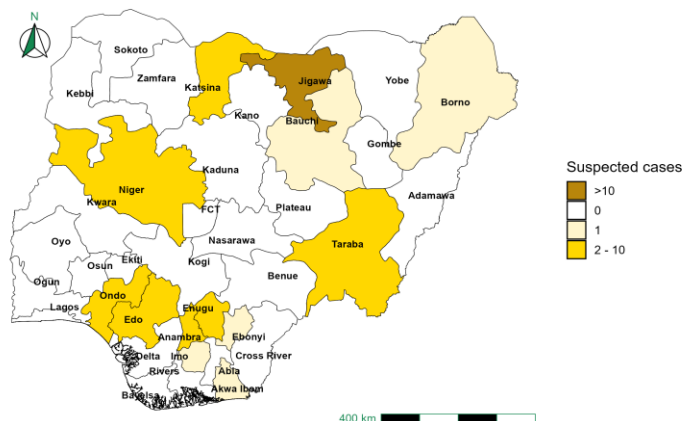 N
Sokoto
Zamfara
Kebbi
Katsina
Jigawa
Yobe
Borno
Kano
Bauchi
Gombe
Kaduna
Niger
Kwara
FCT
Plateau
Adamawa
Oyo
Nasarawa
Taraba
Osun
Ekiti
Kogi
Benue
Ogun
Ondo
Lagos
Edo
Enugu
Anambra
Ebonyi
Delta
Imo
Cross River
Rivers
Abia
Akwa Ibom
Bayelsa
Suspected cases
>10
0
1
2 - 10
400 km